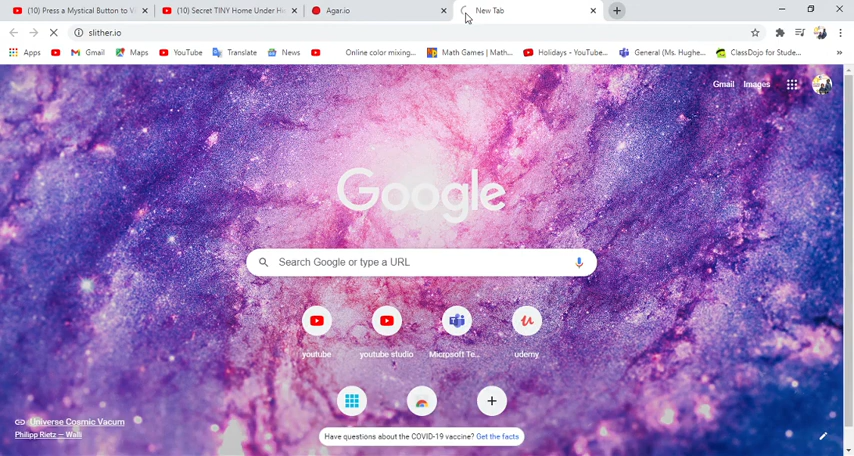 (10) Press a Mystical Button to
(10) Secret TINY Home Under
Agar.io
New Tab
slither.io
Apps
Gmail
Maps
YouTube
Translate
News
Online color mixing...
Math Games | Math...
Holidays - YouTube...
General (Ms. Hughe...
ClassDojo for Stude...
»
Gmail Images
Google
Search Google or type a URL
youtube
youtube studio
Microsoft Te...
udemy
Universe Cosmic Vacum
Philipp Rietz — Walli
Have questions about the COVID-19 vaccine? Get the facts